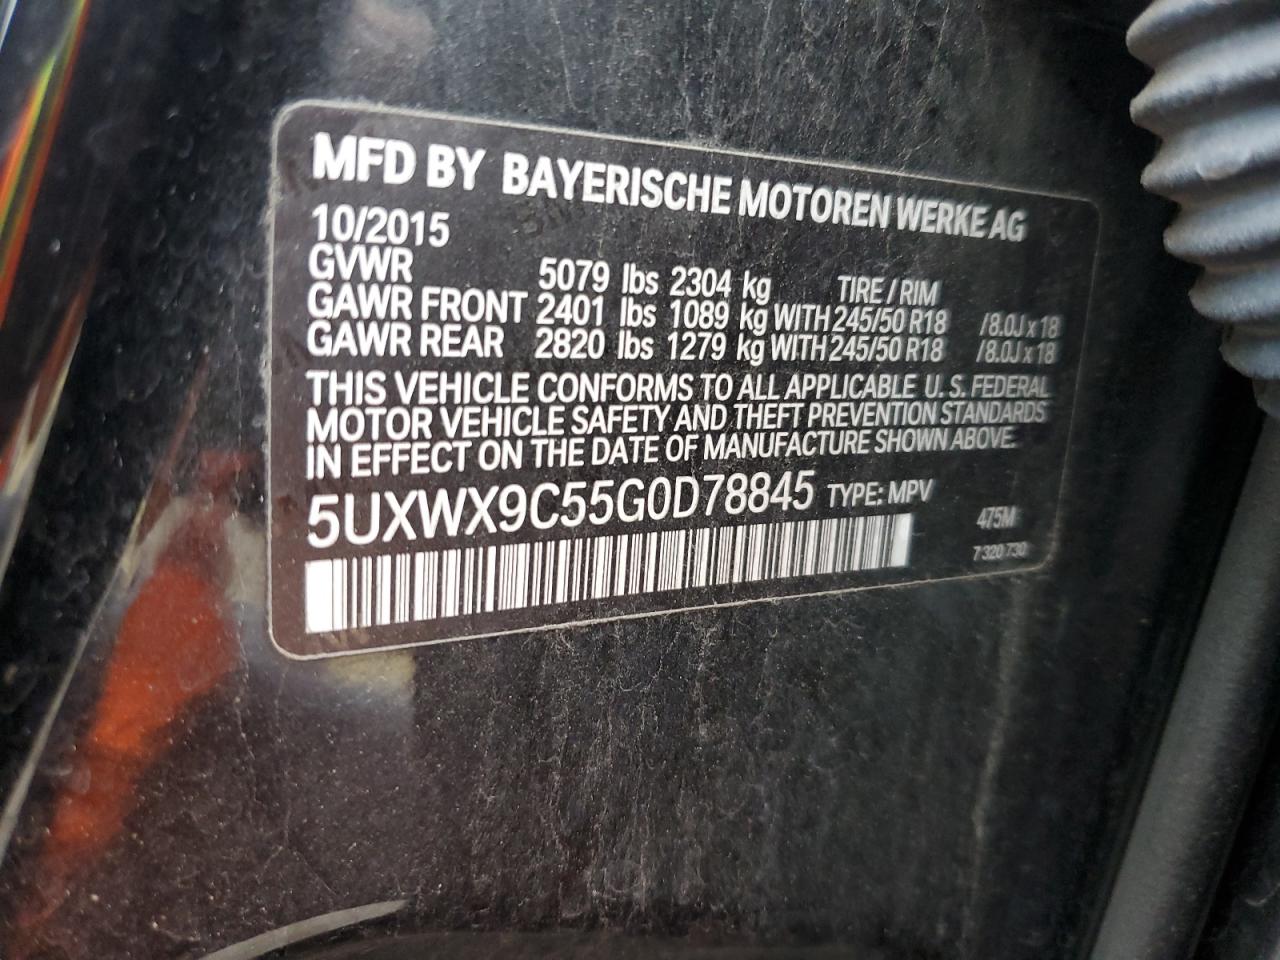 MFD BY BAYERISCHE MOTOREN WERKE AG
10/2015
GVWR 5079 lbs 2304 kg TIRE / RIM
GAWR FRONT 2401 lbs 1089 kg WITH 245/50 R18 /8.0J x 18
GAWR REAR 2820 lbs 1279 kg WITH 245/50 R18 /8.0J x 18
THIS VEHICLE CONFORMS TO ALL APPLICABLE U.S. FEDERAL
MOTOR VEHICLE SAFETY AND THEFT PREVENTION STANDARDS
IN EFFECT ON THE DATE OF MANUFACTURE SHOWN ABOVE.
5UXWX9C55G0D78845 TYPE: MPV
475M
7 320 730